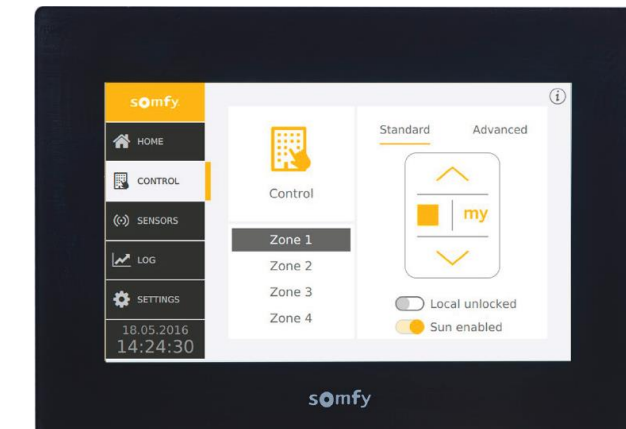 somfy.
HOME
CONTROL
SENSORS
LOG
SETTINGS
18.05.2016
14:24:30
Control
Zone 1
Zone 2
Zone 3
Zone 4
i
Standard Advanced
my
Local unlocked
Sun enabled
somfy